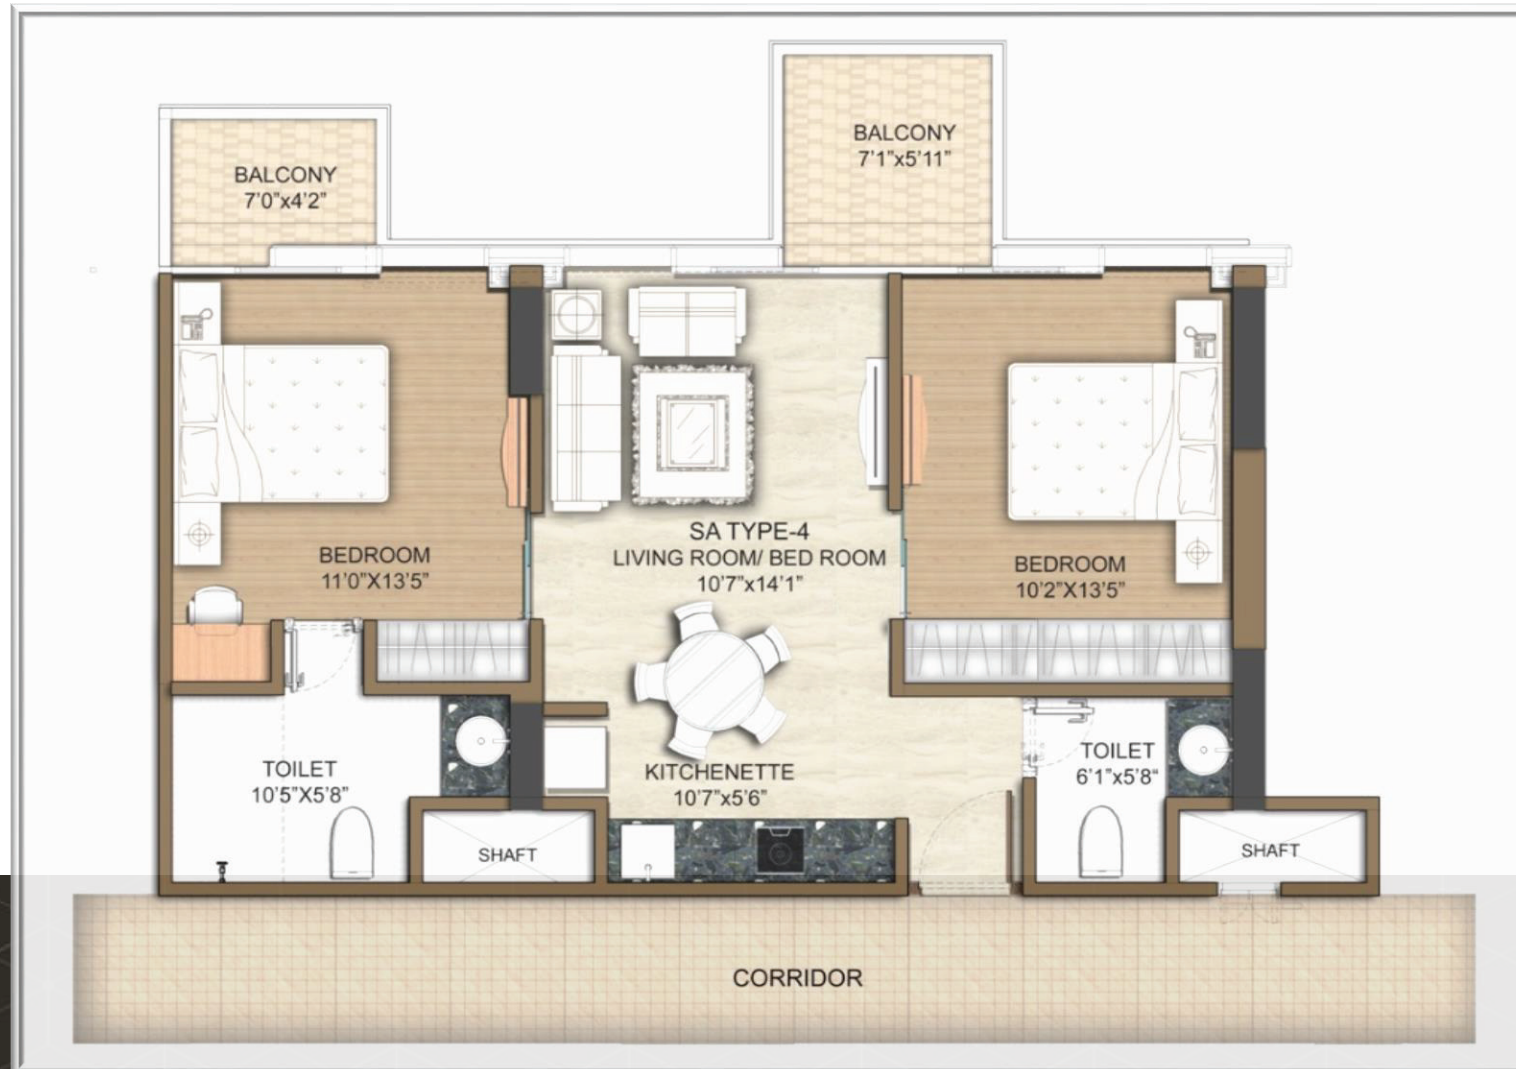 BALCONY
7'0”x4'2”
BALCONY
7'1”x5'11”
BEDROOM
11'0”X13'5”
SA TYPE-4
LIVING ROOM/ BED ROOM
10'7”x14'1”
BEDROOM
10'2”X13'5”
TOILET
10'5”X5'8”
KITCHENETTE
10'7”x5'6”
TOILET
6'1”x5'8“
SHAFT
SHAFT
CORRIDOR